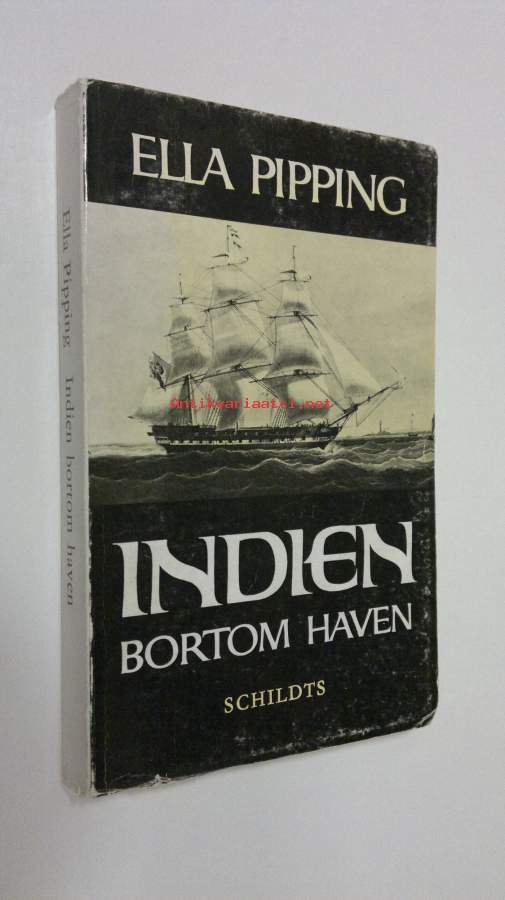 ELLA PIPPING
Antikvariaatti.net
INDIEN
BORTOM HAVEN
SCHILDTS
Ella Pipping Indien bortom haven